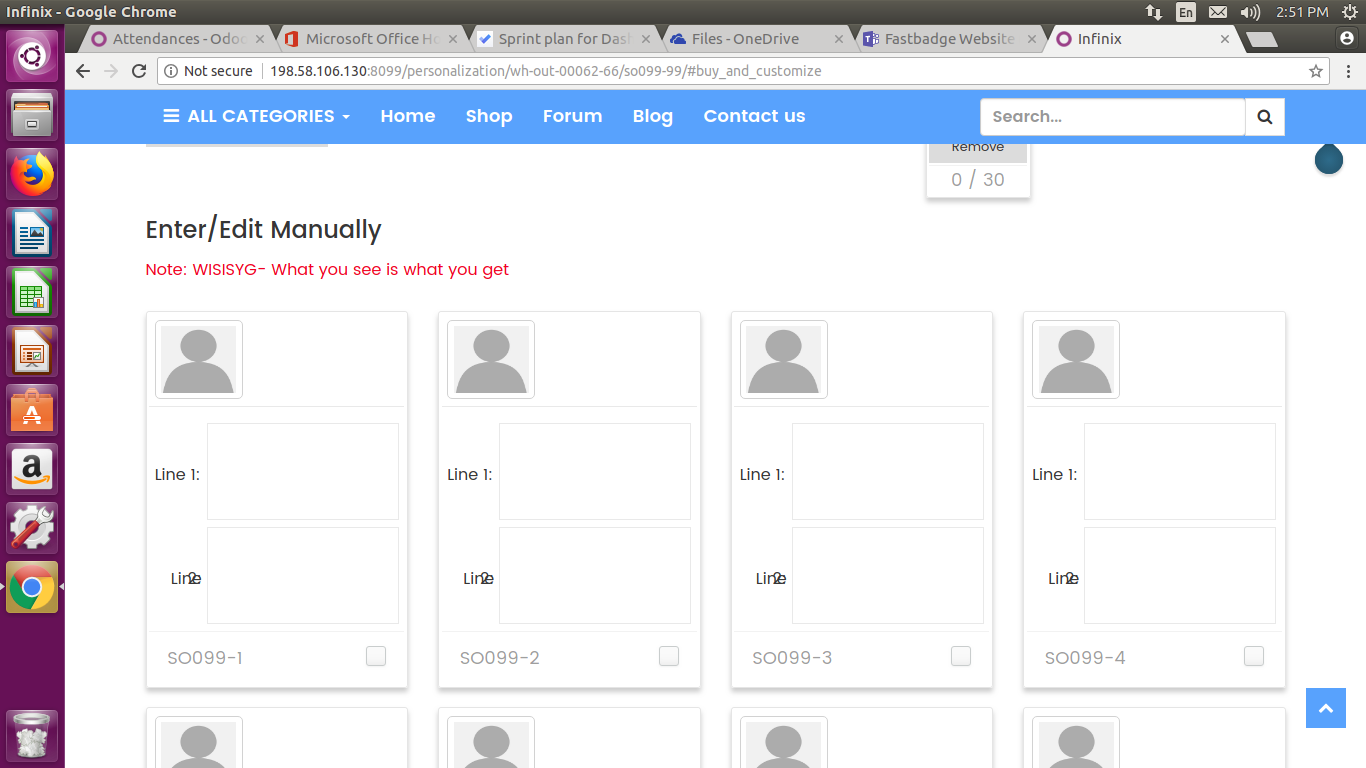 Infinix - Google Chrome
En
2:51 PM
Attendances - Odoo
Microsoft Office Ho
Sprint plan for Dash
Files - OneDrive
Fastbadge Website
Infinix
Not secure
198.58.106.130:8099/personalization/wh-out-00062-66/so099-99/#buy_and_customize
ALL CATEGORIES
Home
Shop
Forum
Blog
Contact us
Search...
Remove
0 / 30
Enter/Edit Manually
Note: WISISYG- What you see is what you get
Line 1:
Line 2
SO099-1
Line 1:
Line 2
SO099-2
Line 1:
Line 2
SO099-3
Line 1:
Line 2
SO099-4